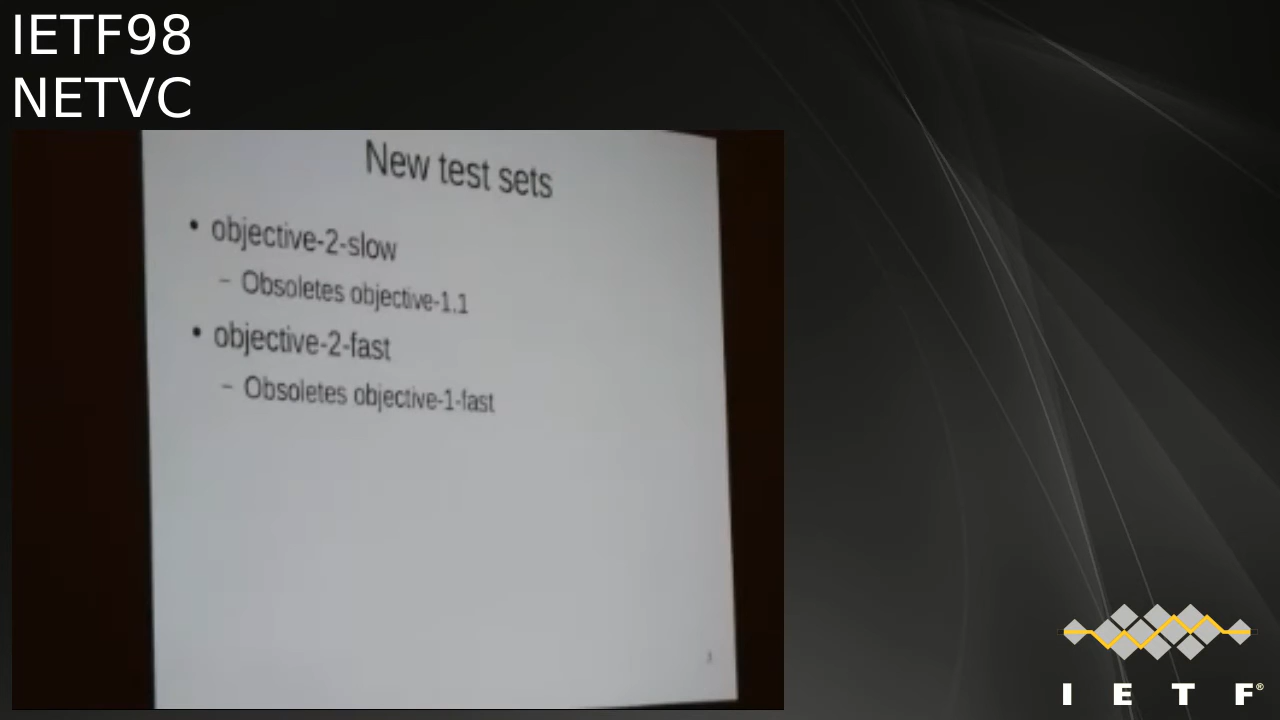 IETF98
NETVC
New test sets
• objective-2-slow
– Obsoletes objective-1.1
• objective-2-fast
– Obsoletes objective-1-fast
I E T F®